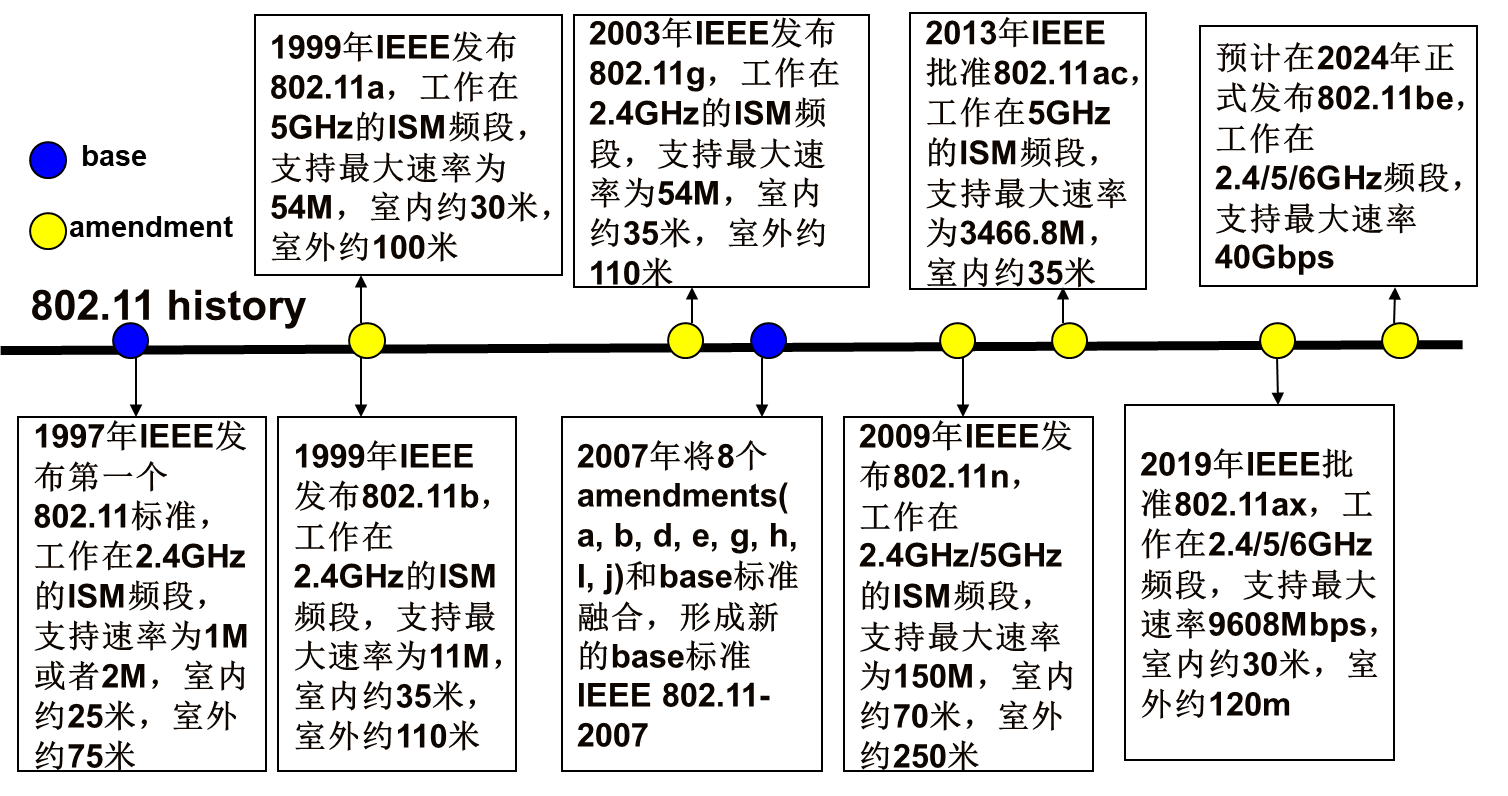 1999年IEEE发布
802.11a，工作在
5GHz的ISM频段，
支持最大速率为
54M，室内约30米，
室外约100米
2003年IEEE发布
802.11g，工作在
2.4GHz的ISM频
段，支持最大速
率为54M，室内
约35米，室外约
110米
2013年IEEE
批准802.11ac，
工作在5GHz
的ISM频段，
支持最大速率
为3466.8M，
室内约35米
预计在2024年正
式发布802.11be，
工作在
2.4/5/6GHz频段，
支持最大速率
40Gbps
base
amendment
802.11 history
1997年IEEE发
布第一个
802.11标准，
工作在2.4GHz
的ISM频段，
支持速率为1M
或者2M，室内
约25米，室外
约75米
1999年IEEE
发布802.11b，
工作在
2.4GHz的ISM
频段，支持最
大速率为11M，
室内约35米，
室外约110米
2007年将8个
amendments(
a, b, d, e, g, h,
I, j)和base标准
融合，形成新
的base标准
IEEE 802.11-
2007
2009年IEEE发
布802.11n，
工作在
2.4GHz/5GHz
的ISM频段，
支持最大速率
为150M，室内
约70米，室外
约250米
2019年IEEE批
准802.11ax，工
作在2.4/5/6GHz
频段，支持最大
速率9608Mbps，
室内约30米，室
外约120m